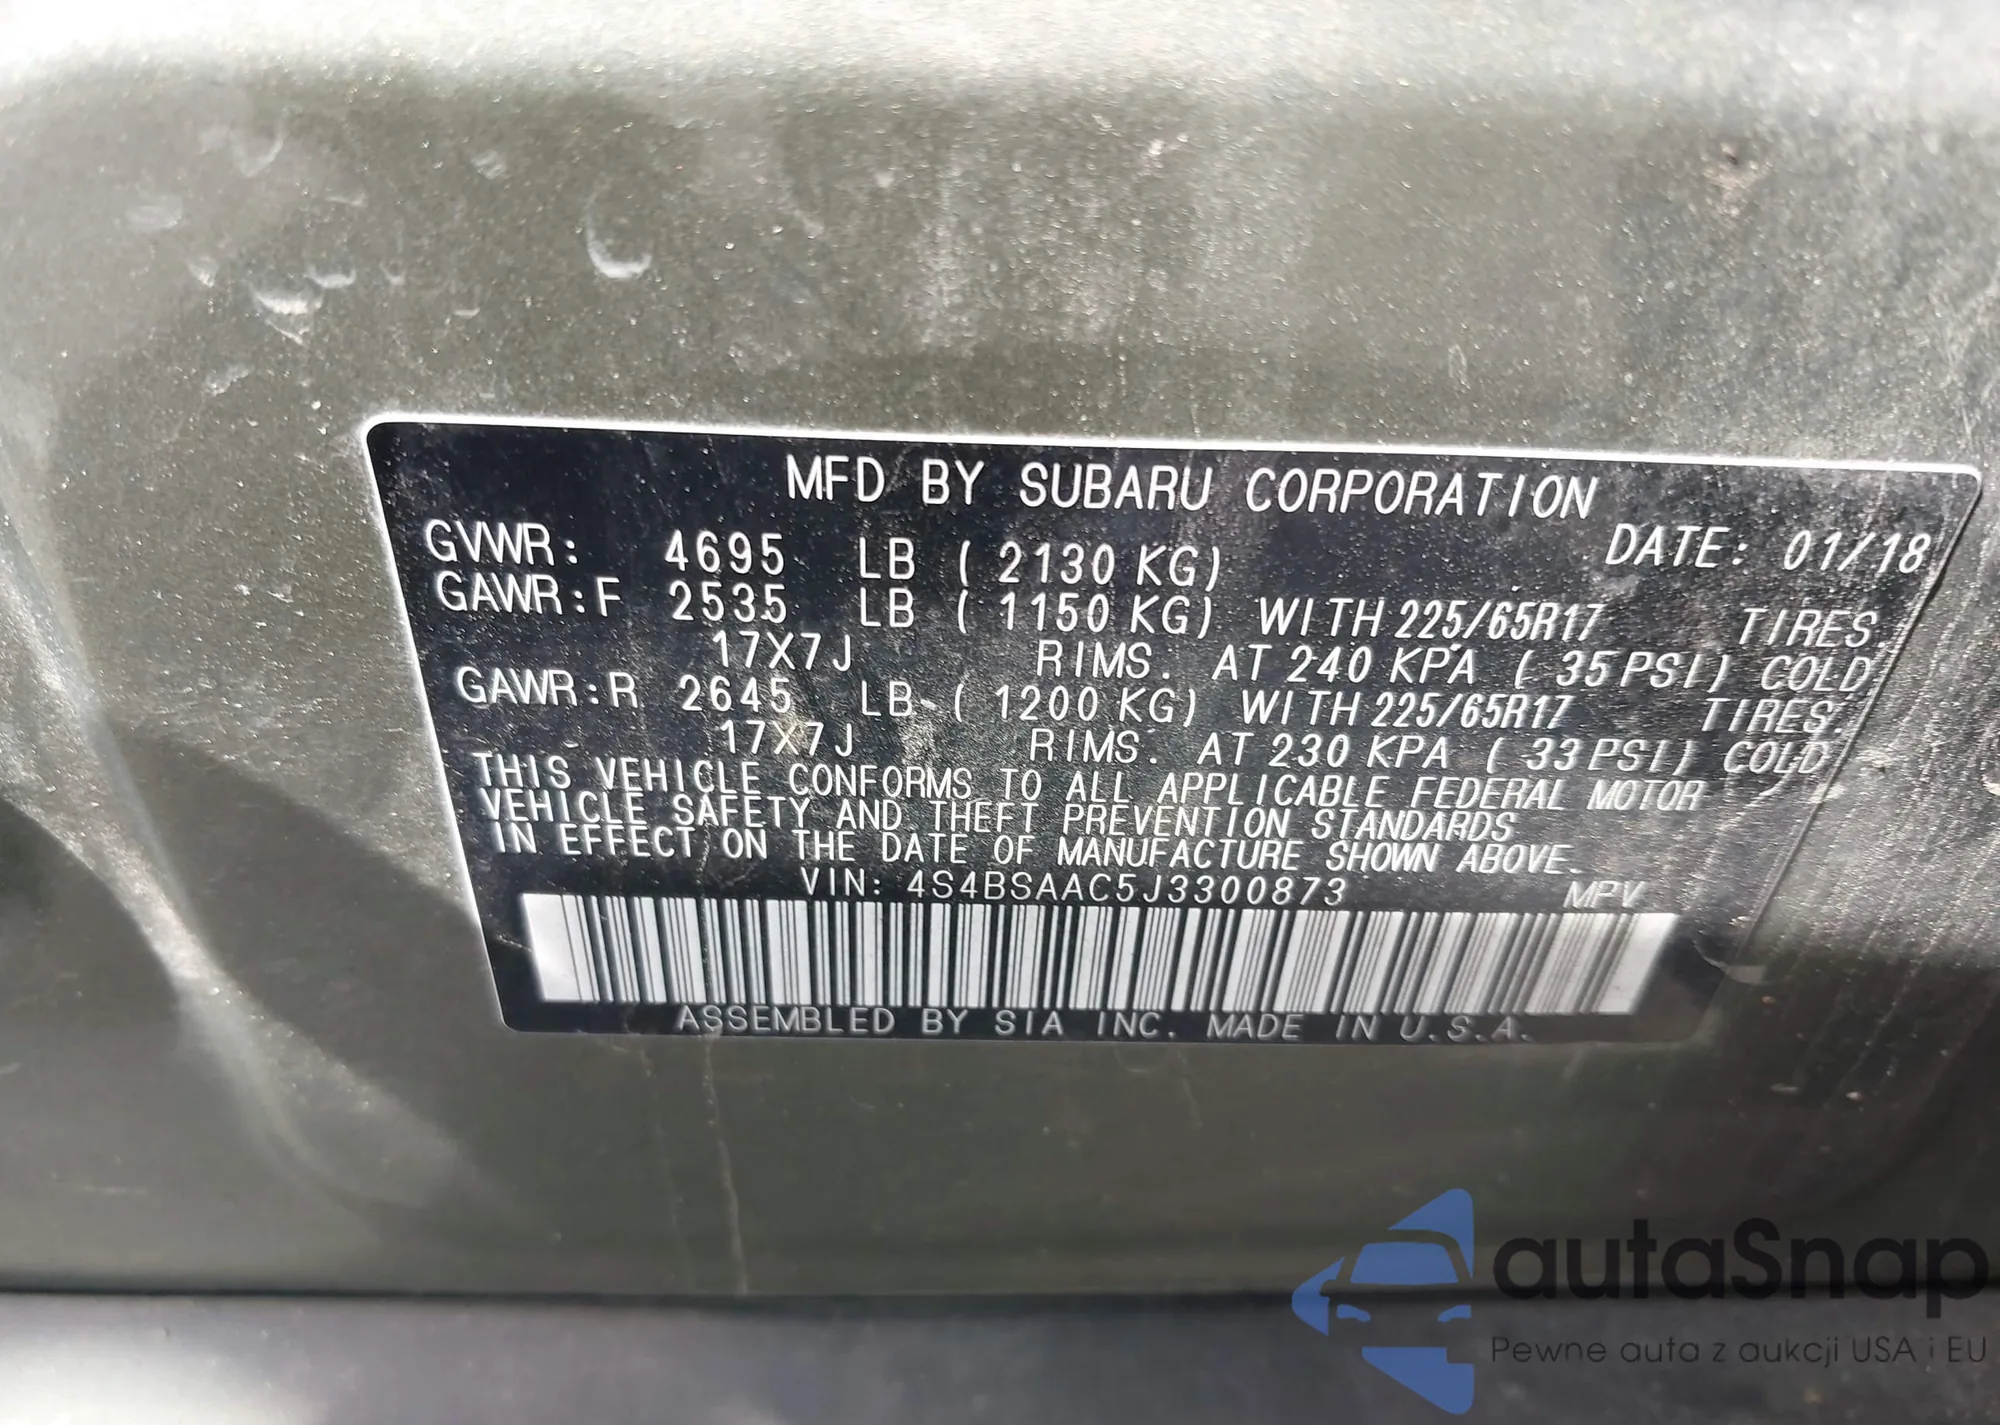 MFD BY SUBARU CORPORATION
GVWR: 4695 LB ( 2130 KG) DATE: 01/18
GAWR:F 2535 LB ( 1150 KG) WITH 225/65R17 TIRES.
17X7J RIMS. AT 240 KPA ( 35 PSI) COLD
GAWR:R 2645 LB ( 1200 KG) WITH 225/65R17 TIRES.
17X7J RIMS. AT 230 KPA ( 33 PSI) COLD
THIS VEHICLE CONFORMS TO ALL APPLICABLE FEDERAL MOTOR
VEHICLE SAFETY AND THEFT PREVENTION STANDARDS
IN EFFECT ON THE DATE OF MANUFACTURE SHOWN ABOVE.
VIN: 4S4BSAAC5J3300873 MPV
ASSEMBLED BY SIA INC. MADE IN U.S.A.
autaSnap
Pewne auta z aukcji USA i EU